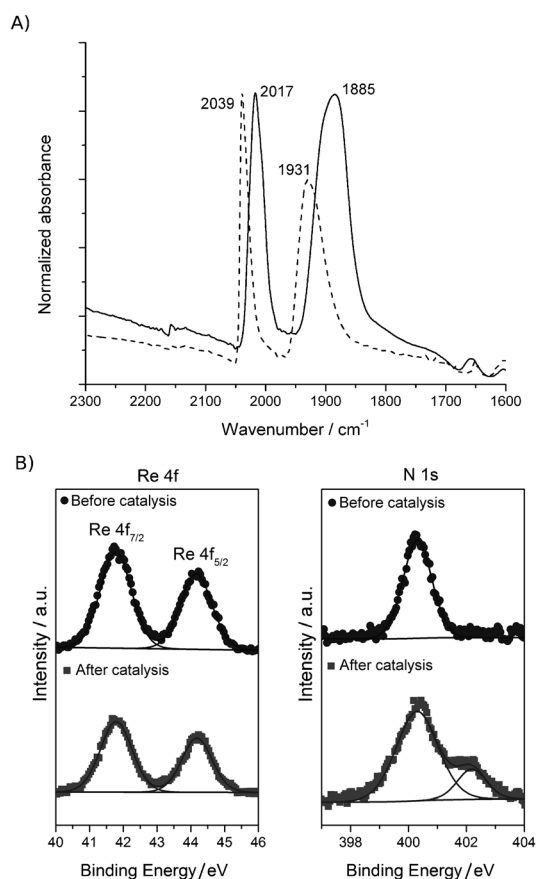 A)
2039
2017
1885
1931
Normalized absorbance
2300 2200 2100 2000 1900 1800 1700 1600
Wavenumber / cm⁻¹
B)
Re 4f
N 1s
Before catalysis
Before catalysis
Re 4f₇/₂
Re 4f₅/₂
After catalysis
After catalysis
Intensity / a.u.
Intensity / a.u.
40 41 42 43 44 45 46
398 400 402 404
Binding Energy/eV
Binding Energy/eV